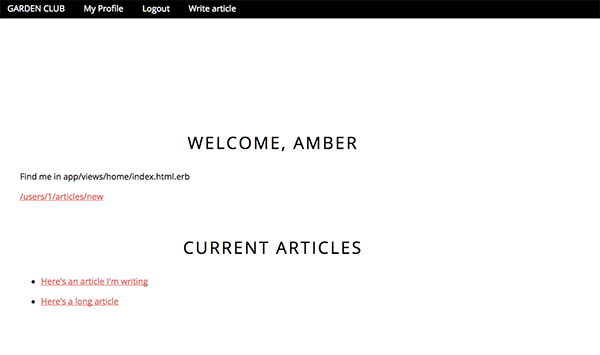 GARDEN CLUB My Profile Logout Write article
WELCOME, AMBER
Find me in app/views/home/index.html.erb
/users/1/articles/new
CURRENT ARTICLES
Here's an article I'm writing
Here's a long article